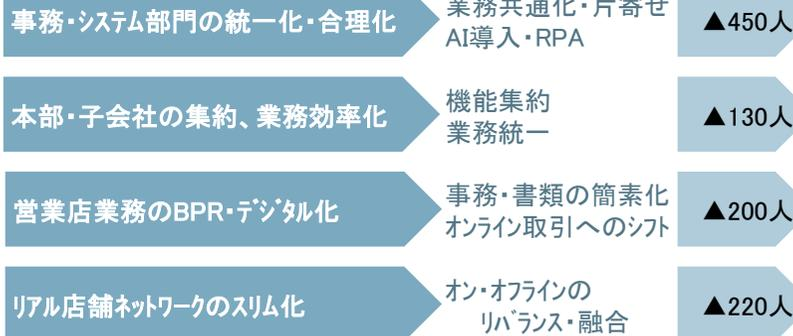 事務・システム部門の統一化・合理化
業務共通化・片寄せ
AI導入・RPA
▲450人
本部・子会社の集約、業務効率化
機能集約
業務統一
▲130人
営業店業務のBPR・デジタル化
事務・書類の簡素化
オンライン取引へのシフト
▲200人
リアル店舗ネットワークのスリム化
オン・オフラインの
リバランス・融合
▲220人